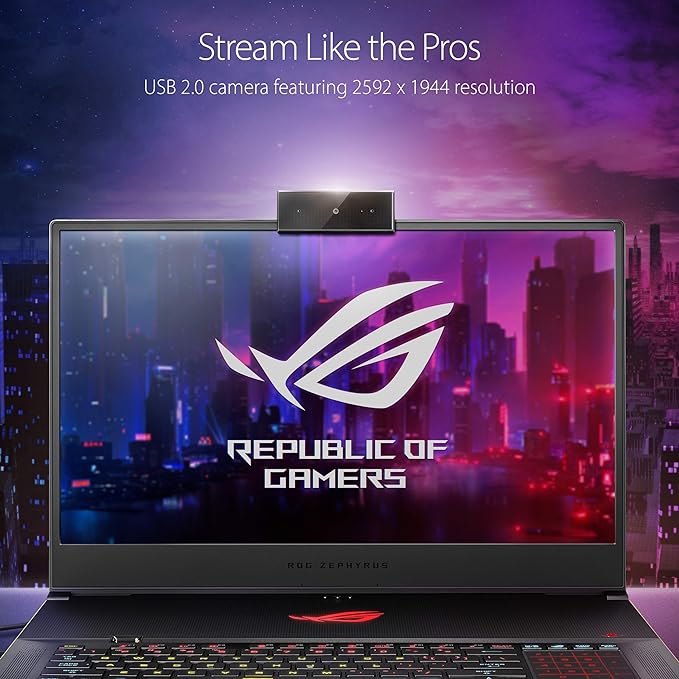 Stream Like the Pros
USB 2.0 camera featuring 2592 x 1944 resolution
REPUBLIC OF
GAMERS
ROG ZEPHYRUS